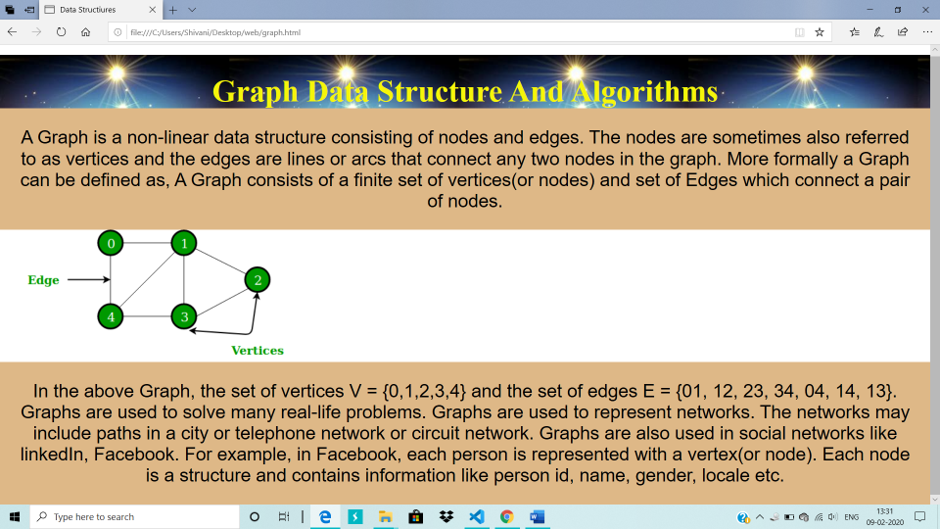 Data Structiures
file:///C:/Users/Shivani/Desktop/web/graph.html
Graph Data Structure And Algorithms
A Graph is a non-linear data structure consisting of nodes and edges. The nodes are sometimes also referred
to as vertices and the edges are lines or arcs that connect any two nodes in the graph. More formally a Graph
can be defined as, A Graph consists of a finite set of vertices(or nodes) and set of Edges which connect a pair
of nodes.
0 1
Edge 2
4 3
Vertices
In the above Graph, the set of vertices V = {0,1,2,3,4} and the set of edges E = {01, 12, 23, 34, 04, 14, 13}.
Graphs are used to solve many real-life problems. Graphs are used to represent networks. The networks may
include paths in a city or telephone network or circuit network. Graphs are also used in social networks like
linkedIn, Facebook. For example, in Facebook, each person is represented with a vertex(or node). Each node
is a structure and contains information like person id, name, gender, locale etc.
Type here to search
ENG
13:31
09-02-2020